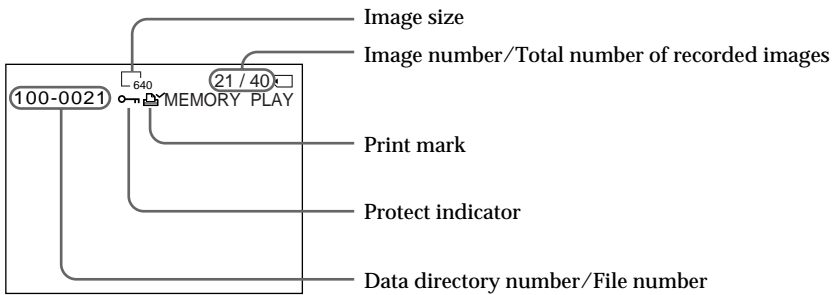 Image size
Image number/Total number of recorded images
640
21 / 40
100-0021
MEMORY PLAY
Print mark
Protect indicator
Data directory number/File number